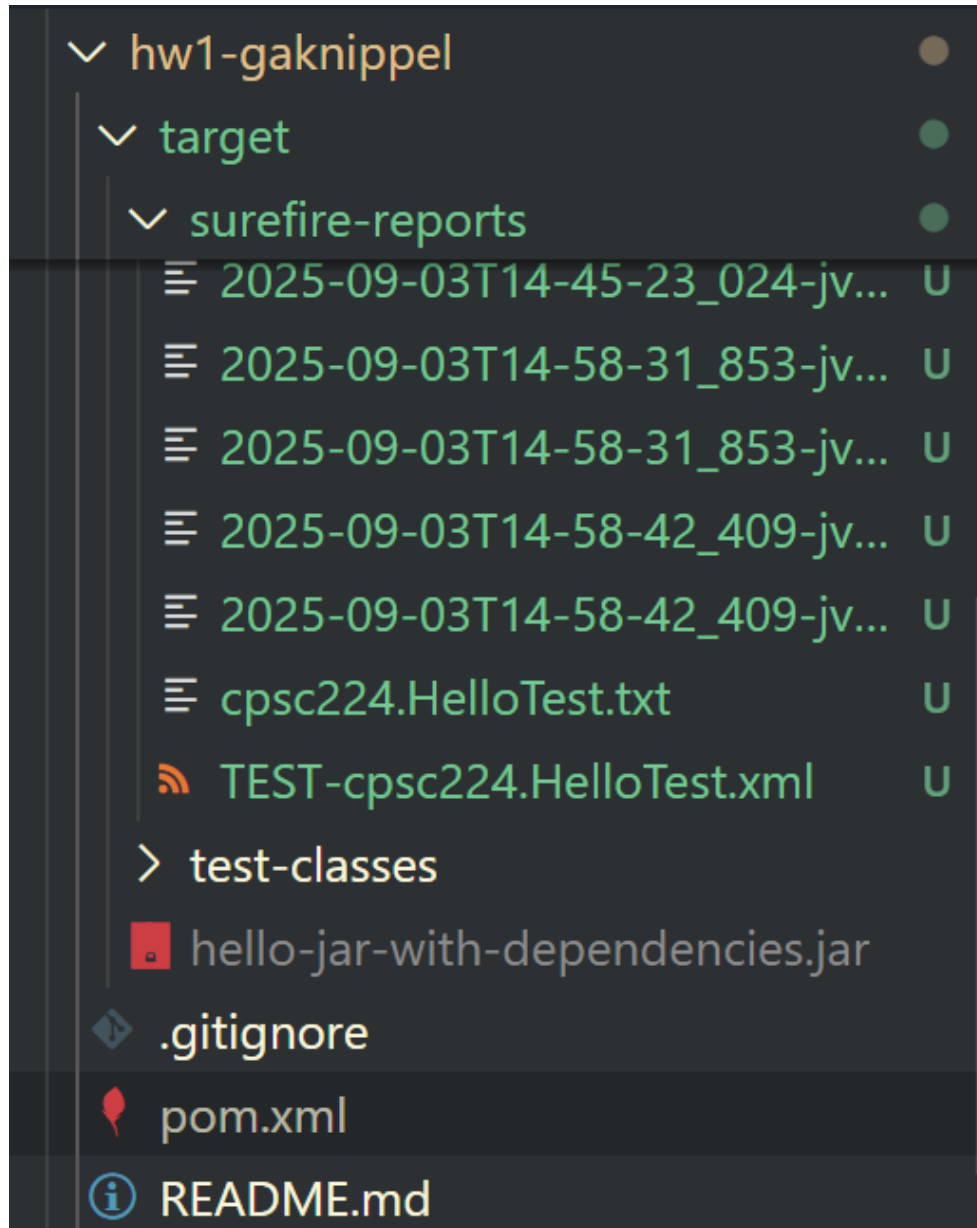 hw1-gaknippel
target
surefire-reports
2025-09-03T14-45-23_024-jv... U
2025-09-03T14-58-31_853-jv... U
2025-09-03T14-58-31_853-jv... U
2025-09-03T14-58-42_409-jv... U
2025-09-03T14-58-42_409-jv... U
cpsc224.HelloTest.txt U
TEST-cpsc224.HelloTest.xml U
test-classes
hello-jar-with-dependencies.jar
.gitignore
pom.xml
README.md